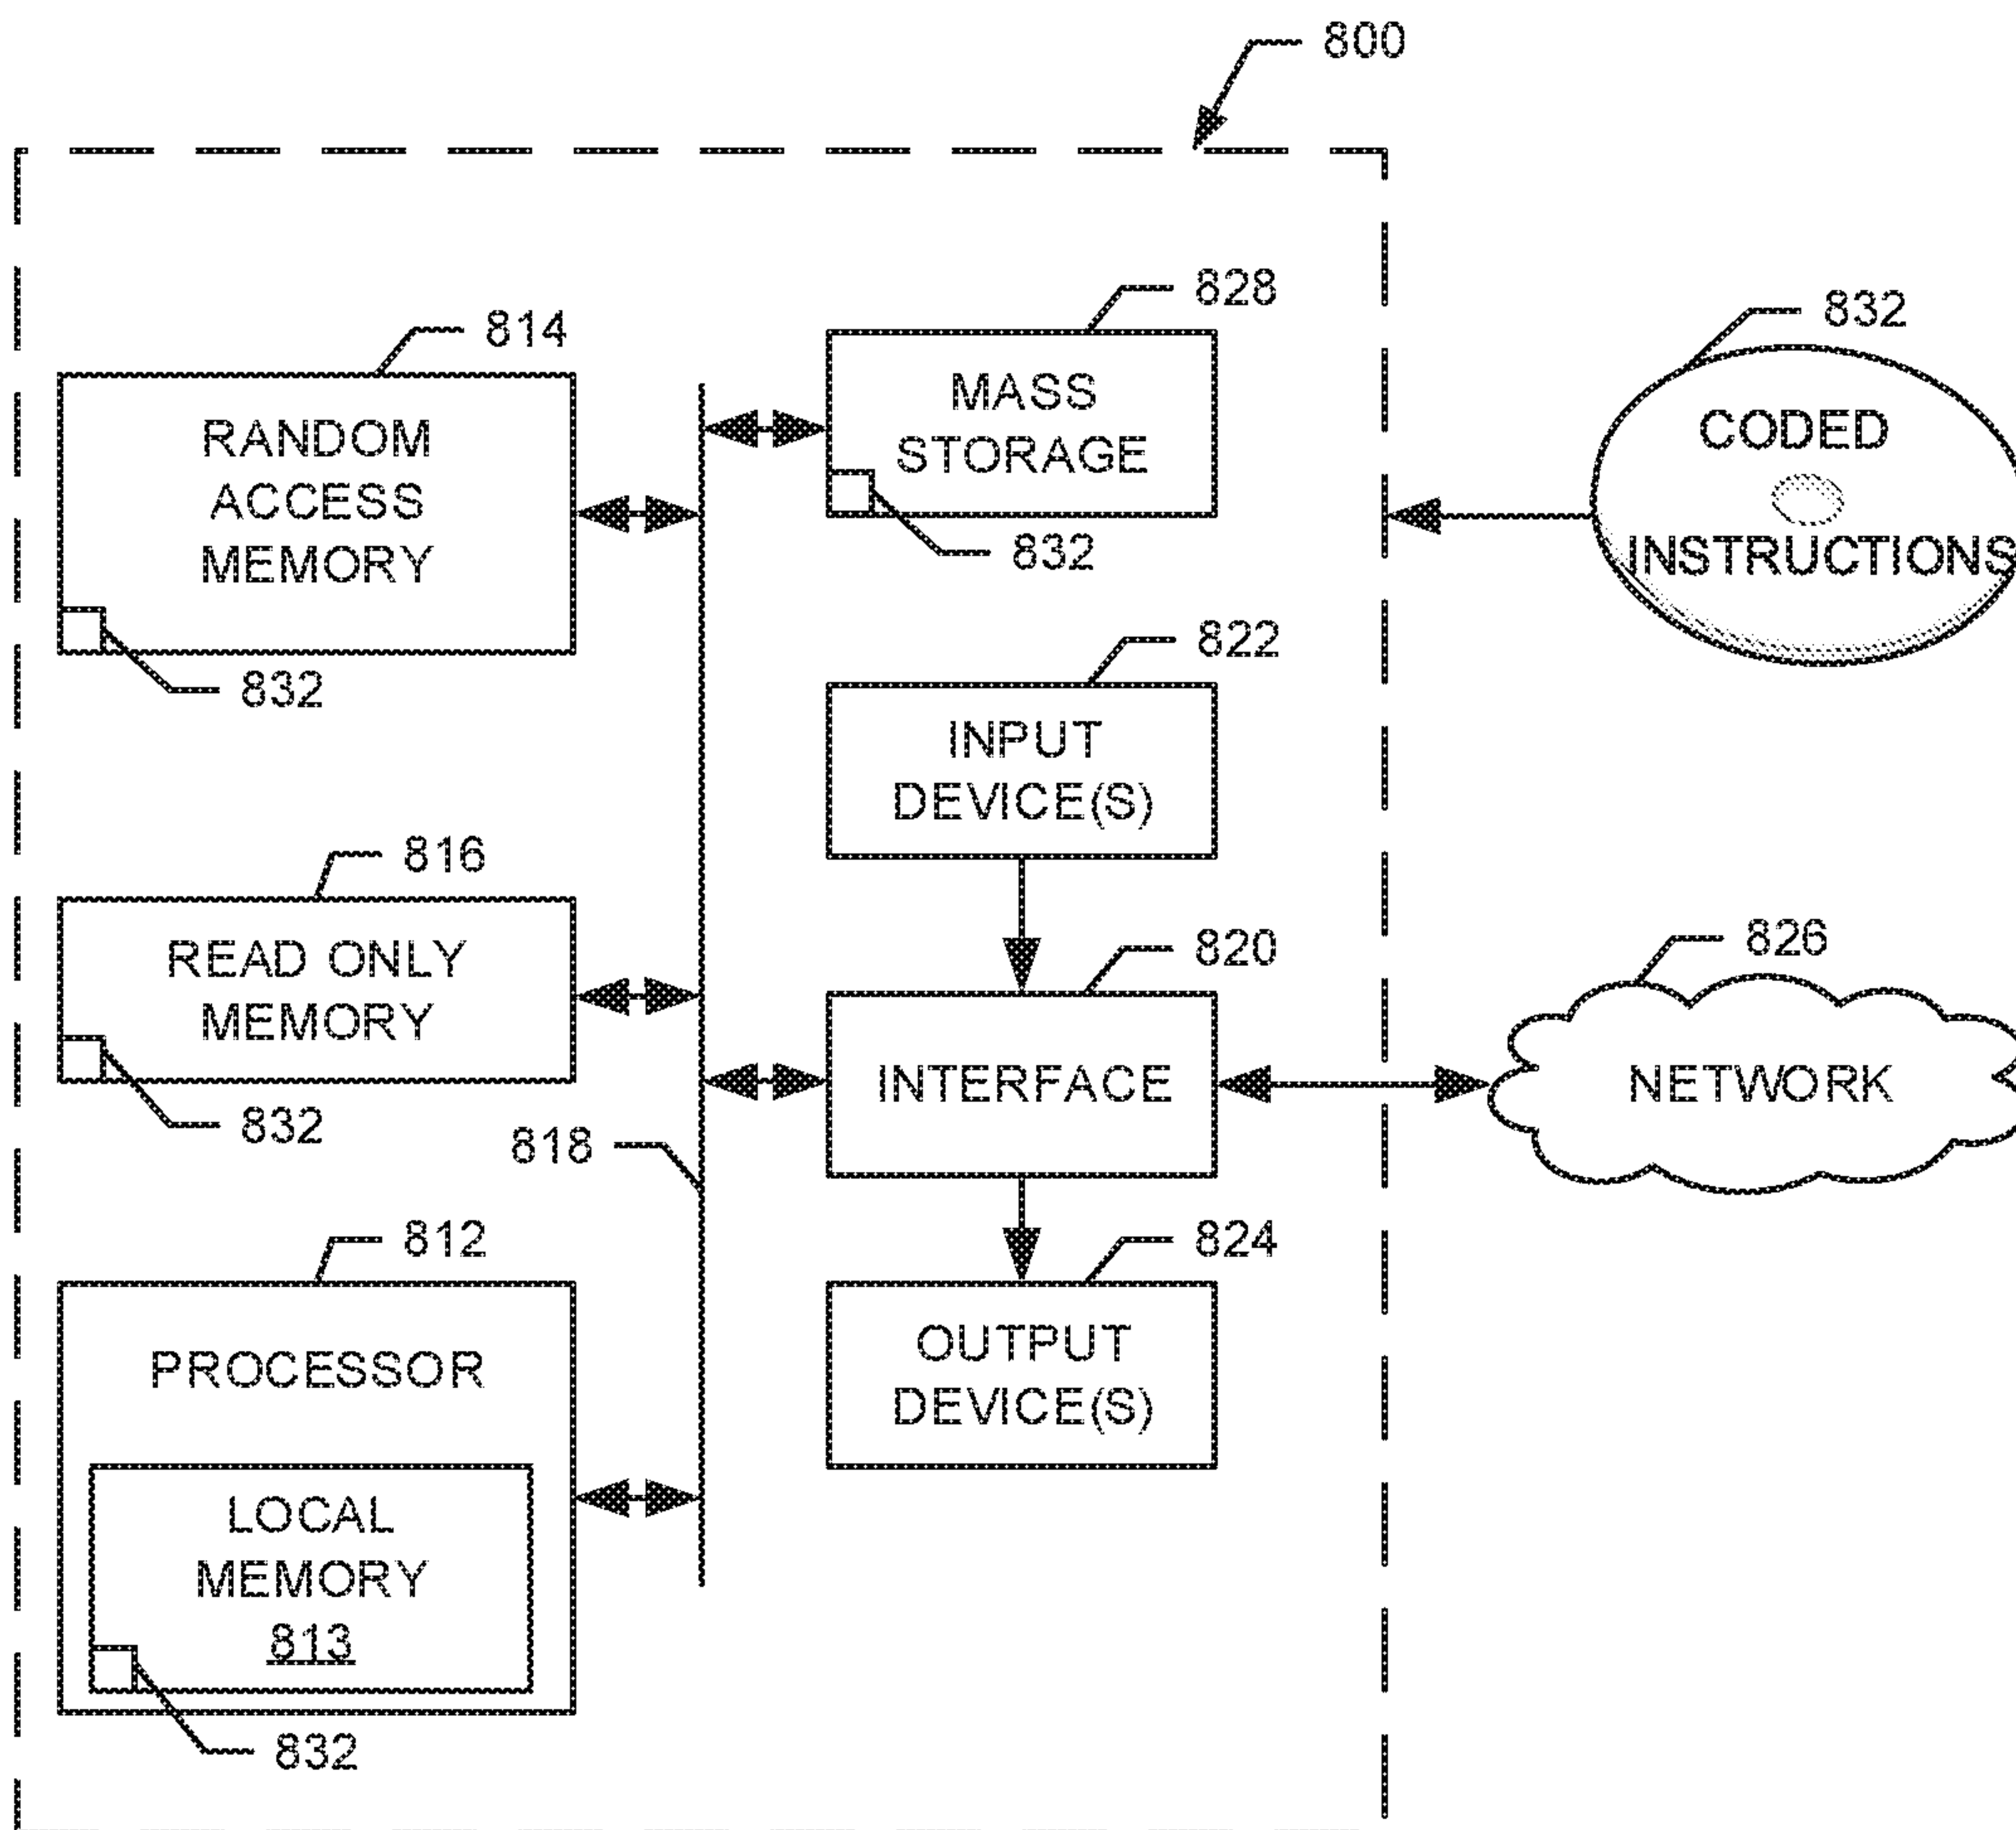 800
828
832
814
MASS
STORAGE
RANDOM
ACCESS
MEMORY
CODED
INSTRUCTIONS
832
832
822
INPUT
DEVICE(S)
816
820
826
READ ONLY
MEMORY
INTERFACE
NETWORK
832
818
812
824
PROCESSOR
OUTPUT
DEVICE(S)
LOCAL
MEMORY
813
832